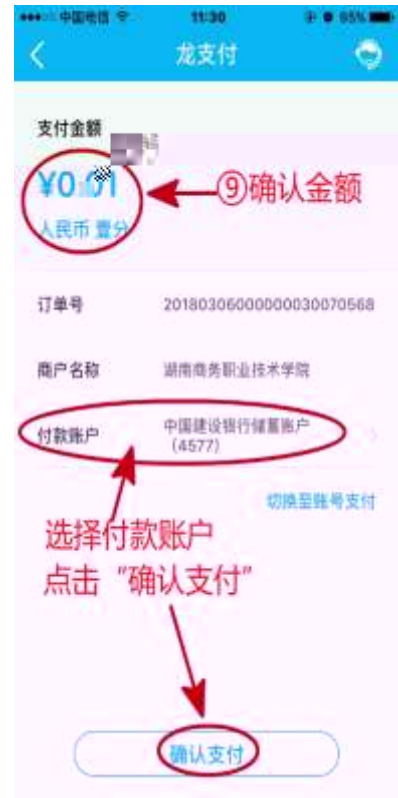 中国电信 11:30 65%
龙支付
支付金额
¥0.01
⑨确认金额
人民币 壹分
订单号 20180306000000030070568
商户名称 湖南商务职业技术学院
付款账户 中国建设银行储蓄账户
(4577)
切换至账号支付
选择付款账户
点击“确认支付”
确认支付